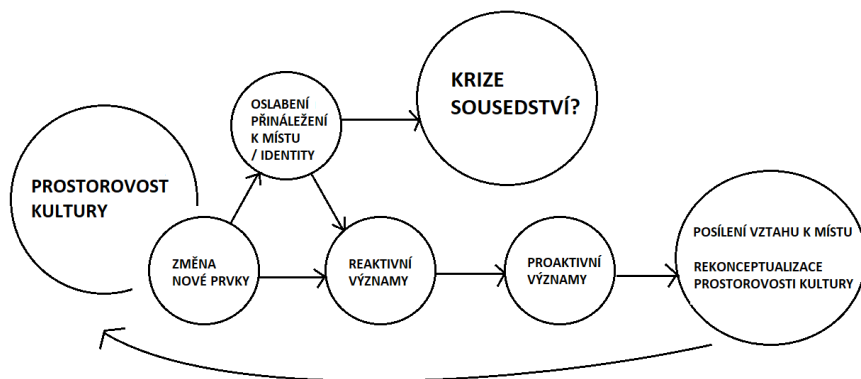 PROSTOROVOST
KULTURY
ZMĚNA
NOVÉ PRVKY
OSLABENÍ
PŘINÁLEŽENÍ
K MÍSTU
/ IDENTITY
KRIZE
SOUSEDSTVÍ?
REAKTIVNÍ
VÝZNAMY
PROAKTIVNÍ
VÝZNAMY
POSÍLENÍ VZTAHU K MÍSTU
REKONCEPTUALIZACE
PROSTOROVOSTI KULTURY